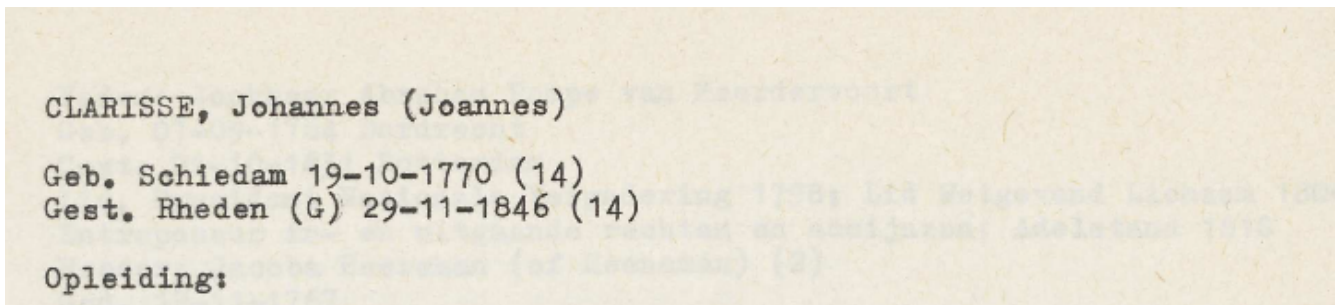 CLARISSE, Johannes (Joannes)
Geb. Schiedam 19-10-1770 (14)
Gest. Rheden (G) 29-11-1846 (14)
Opleiding: